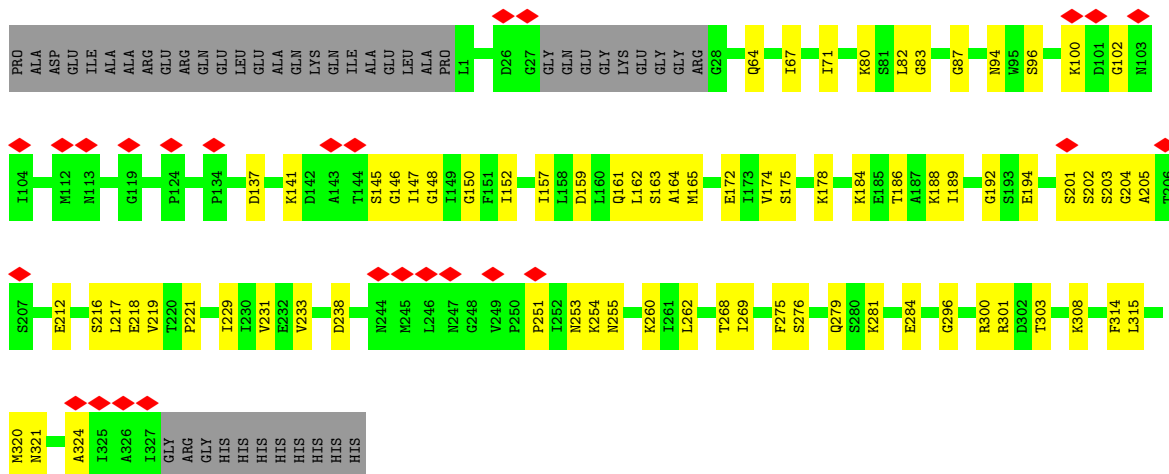 PRO ALA ASP GLU ILE ALA ALA ARG GLU ARG GLN GLU LEU GLU ALA GLN LYS GLN ILE ALA GLU LEU ALA PRO L1 D26 G27 GLY GLN GLU GLY LYS GLU GLY GLY ARG G28 Q64 I67 I71 K80 S81 L82 G83 G87 N94 W95 S96 K100 D101 G102 N103
I104 M112 N113 G119 P124 P134 D137 K141 D142 A143 T144 S145 G146 I147 G148 I149 G150 F151 I152 I157 L158 D159 L160 Q161 L162 S163 A164 M165 E172 I173 V174 S175 K178 K184 E185 T186 A187 K188 I189 G192 S193 E194 S201 S202 S203 G204 A205 T206
S207 E212 S216 L217 E218 V219 T220 P221 I229 I230 V231 E232 V233 D238 N244 M245 L246 N247 G248 V249 P250 P251 I252 N253 K254 N255 K260 I261 L262 T268 I269 F275 S276 Q279 S280 K281 E284 G296 R300 R301 D302 T303 K308 F314 L315
M320 N321 A324 I325 A326 I327 GLY ARG GLY HIS HIS HIS HIS HIS HIS HIS